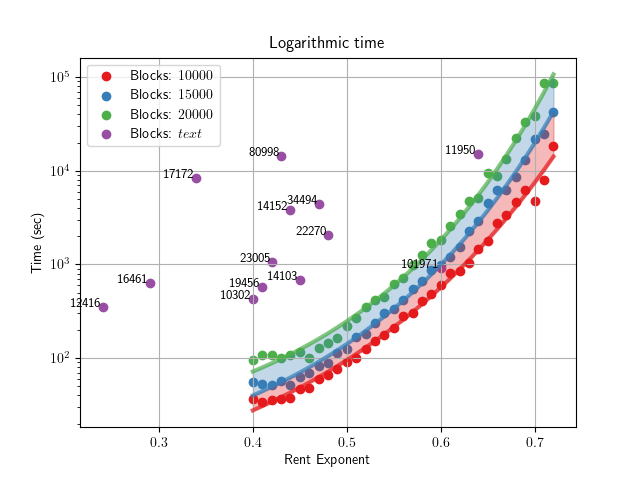 Logarithmic time
Blocks: 10000
Blocks: 15000
Blocks: 20000
Blocks: text
10^5
10^4
10^3
10^2
Time (sec)
80998
11950
17172
34494
14152
22270
23005
101971
14103
16461
19456
10302
12416
0.3 0.4 0.5 0.6 0.7
Rent Exponent